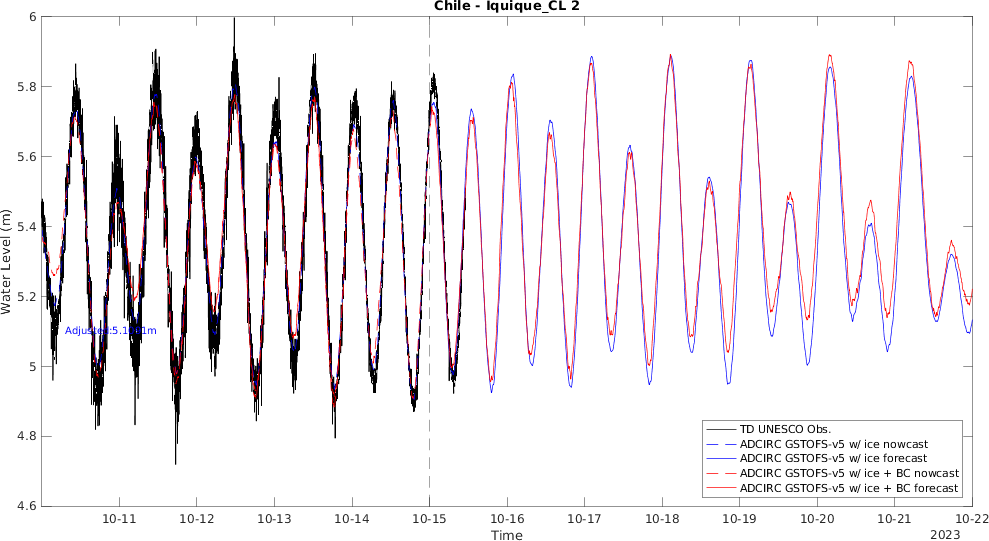 Chile - Iquique_CL 2
Water Level (m)
6
5.8
5.6
5.4
5.2
5
4.8
4.6
TD UNESCO Obs.
ADCIRC GSTOFS-v5 w/ ice nowcast
ADCIRC GSTOFS-v5 w/ ice forecast
ADCIRC GSTOFS-v5 w/ ice + BC nowcast
ADCIRC GSTOFS-v5 w/ ice + BC forecast
10-11 10-12 10-13 10-14 10-15 10-16 10-17 10-18 10-19 10-20 10-21 10-22
Time
2023